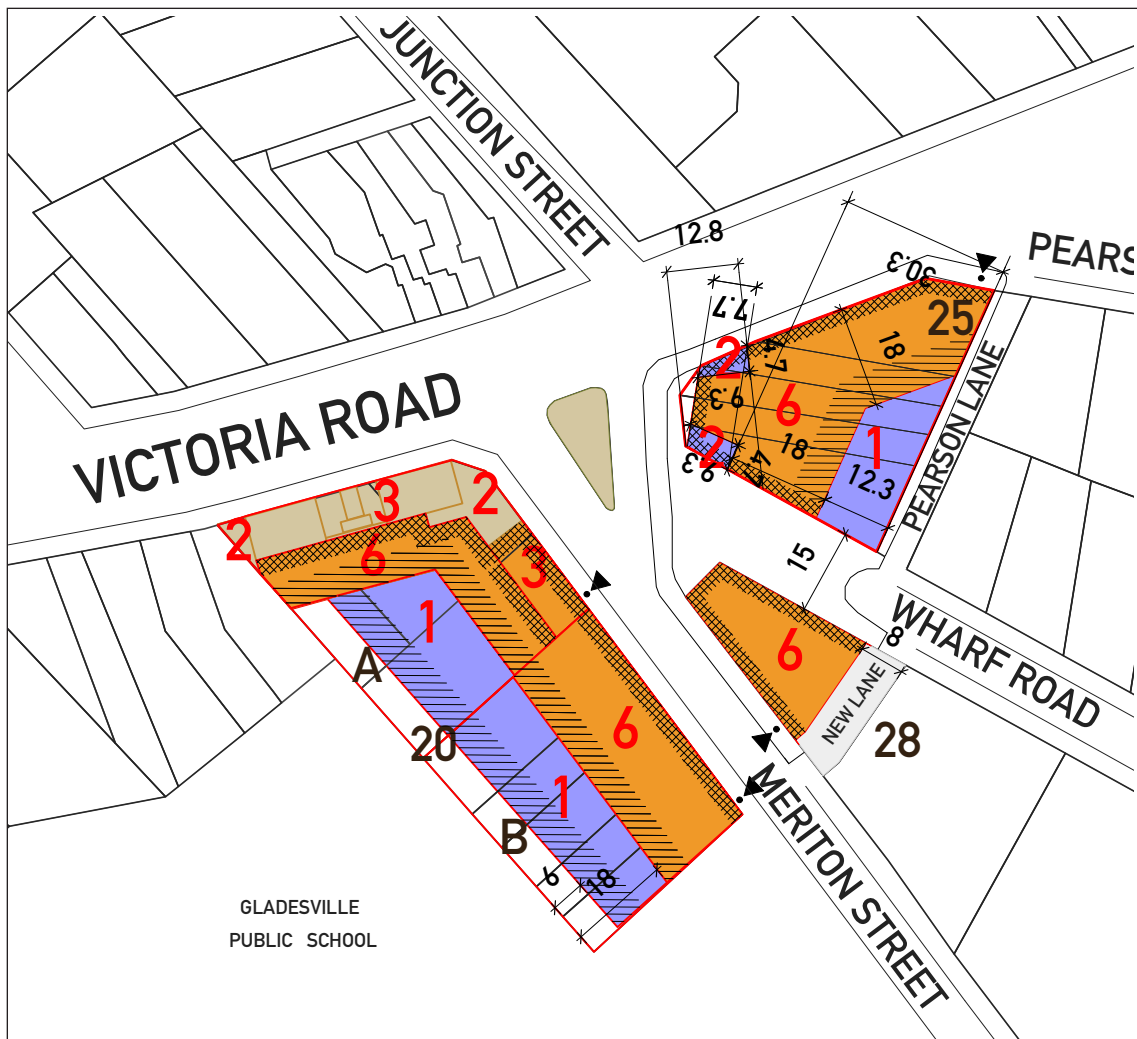 JUNCTION STREET
12.8
PEARS
30.3
7.7
25
2
4.7
18
PEARSON LANE
9.3
6
VICTORIA ROAD
2
18
1
9.3
4.7
12.3
3
2
2
6
3
15
WHARF ROAD
8
6
1
NEW LANE
A
20
6
28
1
B
MERITON STREET
6
18
GLADESVILLE
PUBLIC SCHOOL